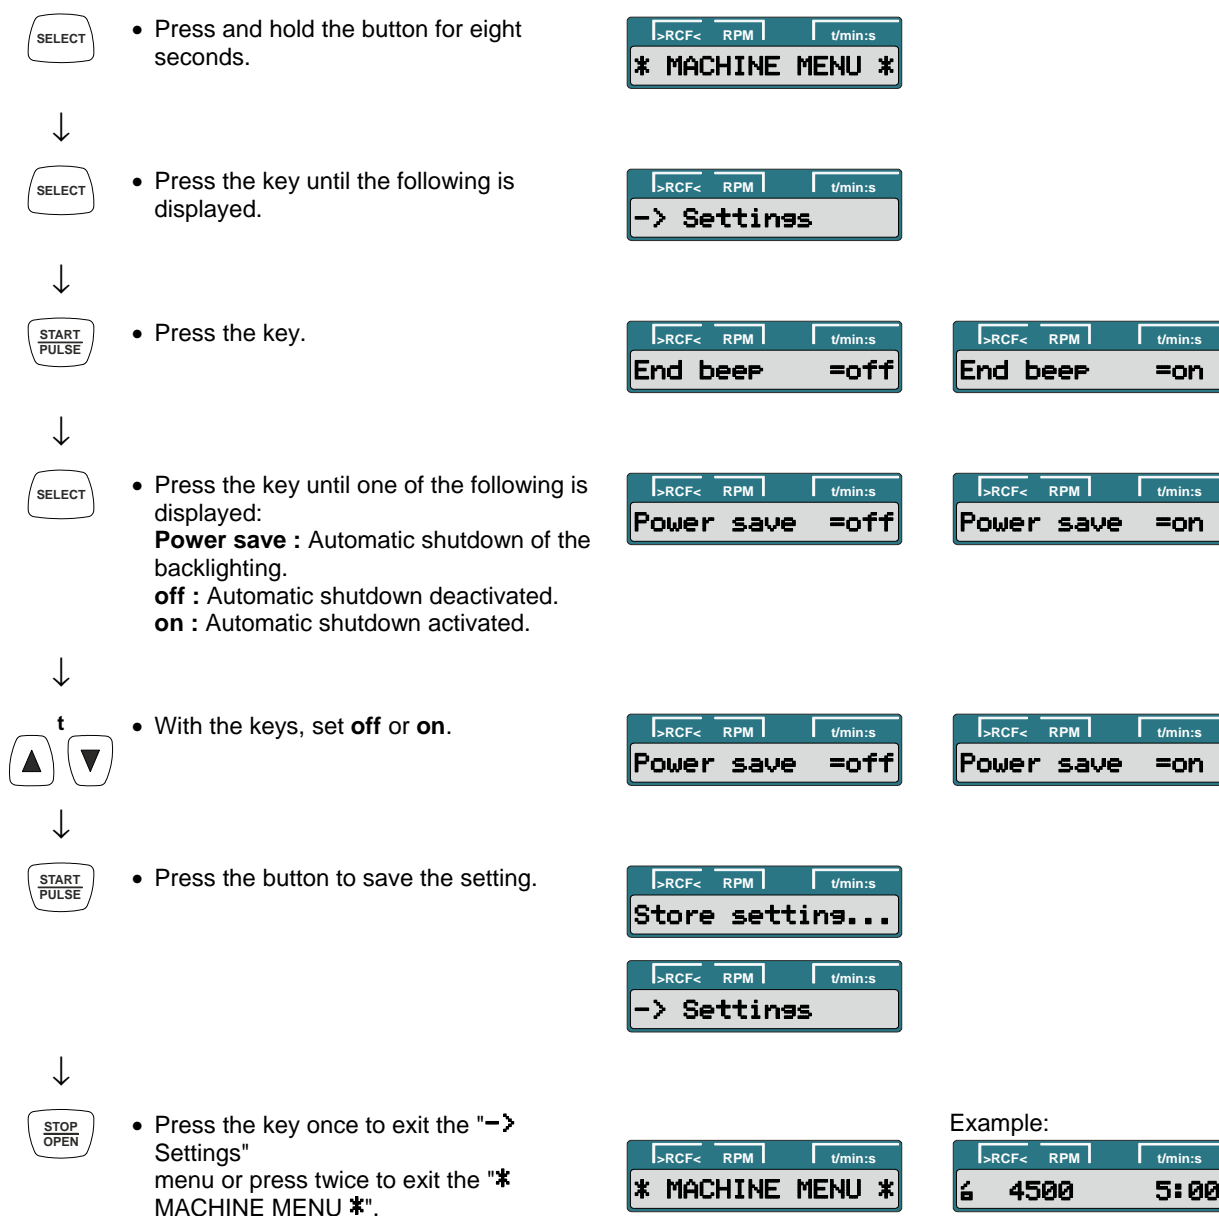 SELECT
• Press and hold the button for eight
seconds.
>RCF< RPM t/min:s
* MACHINE MENU *
↓
SELECT
• Press the key until the following is
displayed.
>RCF< RPM t/min:s
-> Settings
↓
START
PULSE
• Press the key.
>RCF< RPM t/min:s
End beep =off
>RCF< RPM t/min:s
End beep =on
↓
SELECT
• Press the key until one of the following is
displayed:
Power save : Automatic shutdown of the
backlighting.
off : Automatic shutdown deactivated.
on : Automatic shutdown activated.
>RCF< RPM t/min:s
Power save =off
>RCF< RPM t/min:s
Power save =on
↓
t
▲ ▼
• With the keys, set off or on.
>RCF< RPM t/min:s
Power save =off
>RCF< RPM t/min:s
Power save =on
↓
START
PULSE
• Press the button to save the setting.
>RCF< RPM t/min:s
Store setting...
>RCF< RPM t/min:s
-> Settings
↓
STOP
OPEN
• Press the key once to exit the "->
Settings"
menu or press twice to exit the "*
MACHINE MENU *".
>RCF< RPM t/min:s
* MACHINE MENU *
Example:
>RCF< RPM t/min:s
4500 5:00